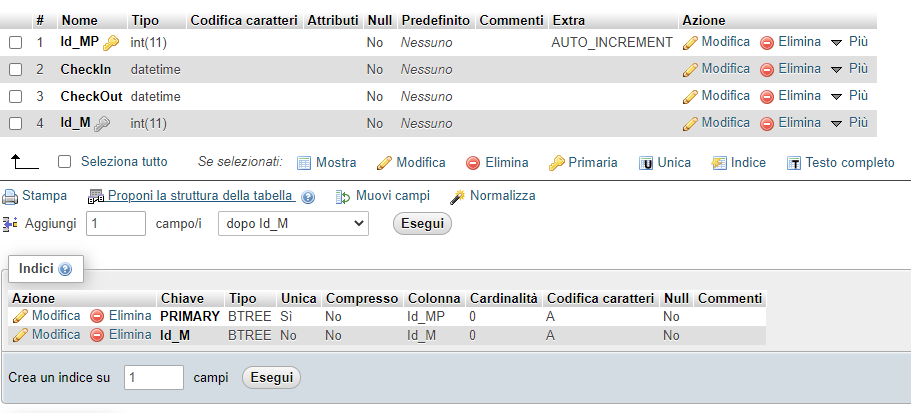 # Nome Tipo Codifica caratteri Attributi Null Predefinito Commenti Extra Azione
1 Id_MP int(11) No Nessuno AUTO_INCREMENT Modifica Elimina Più
2 CheckIn datetime No Nessuno Modifica Elimina Più
3 CheckOut datetime No Nessuno Modifica Elimina Più
4 Id_M int(11) No Nessuno Modifica Elimina Più
Seleziona tutto Se selezionati: Mostra Modifica Elimina Primaria U Unica Indice T Testo completo
Stampa Proponi la struttura della tabella Muovi campi Normalizza
Aggiungi 1 campo/i dopo Id_M Esegui
Indici
Azione Chiave Tipo Unica Compresso Colonna Cardinalità Codifica caratteri Null Commenti
Modifica Elimina PRIMARY BTREE Sì No Id_MP 0 A No
Modifica Elimina Id_M BTREE No No Id_M 0 A No
Crea un indice su 1 campi Esegui